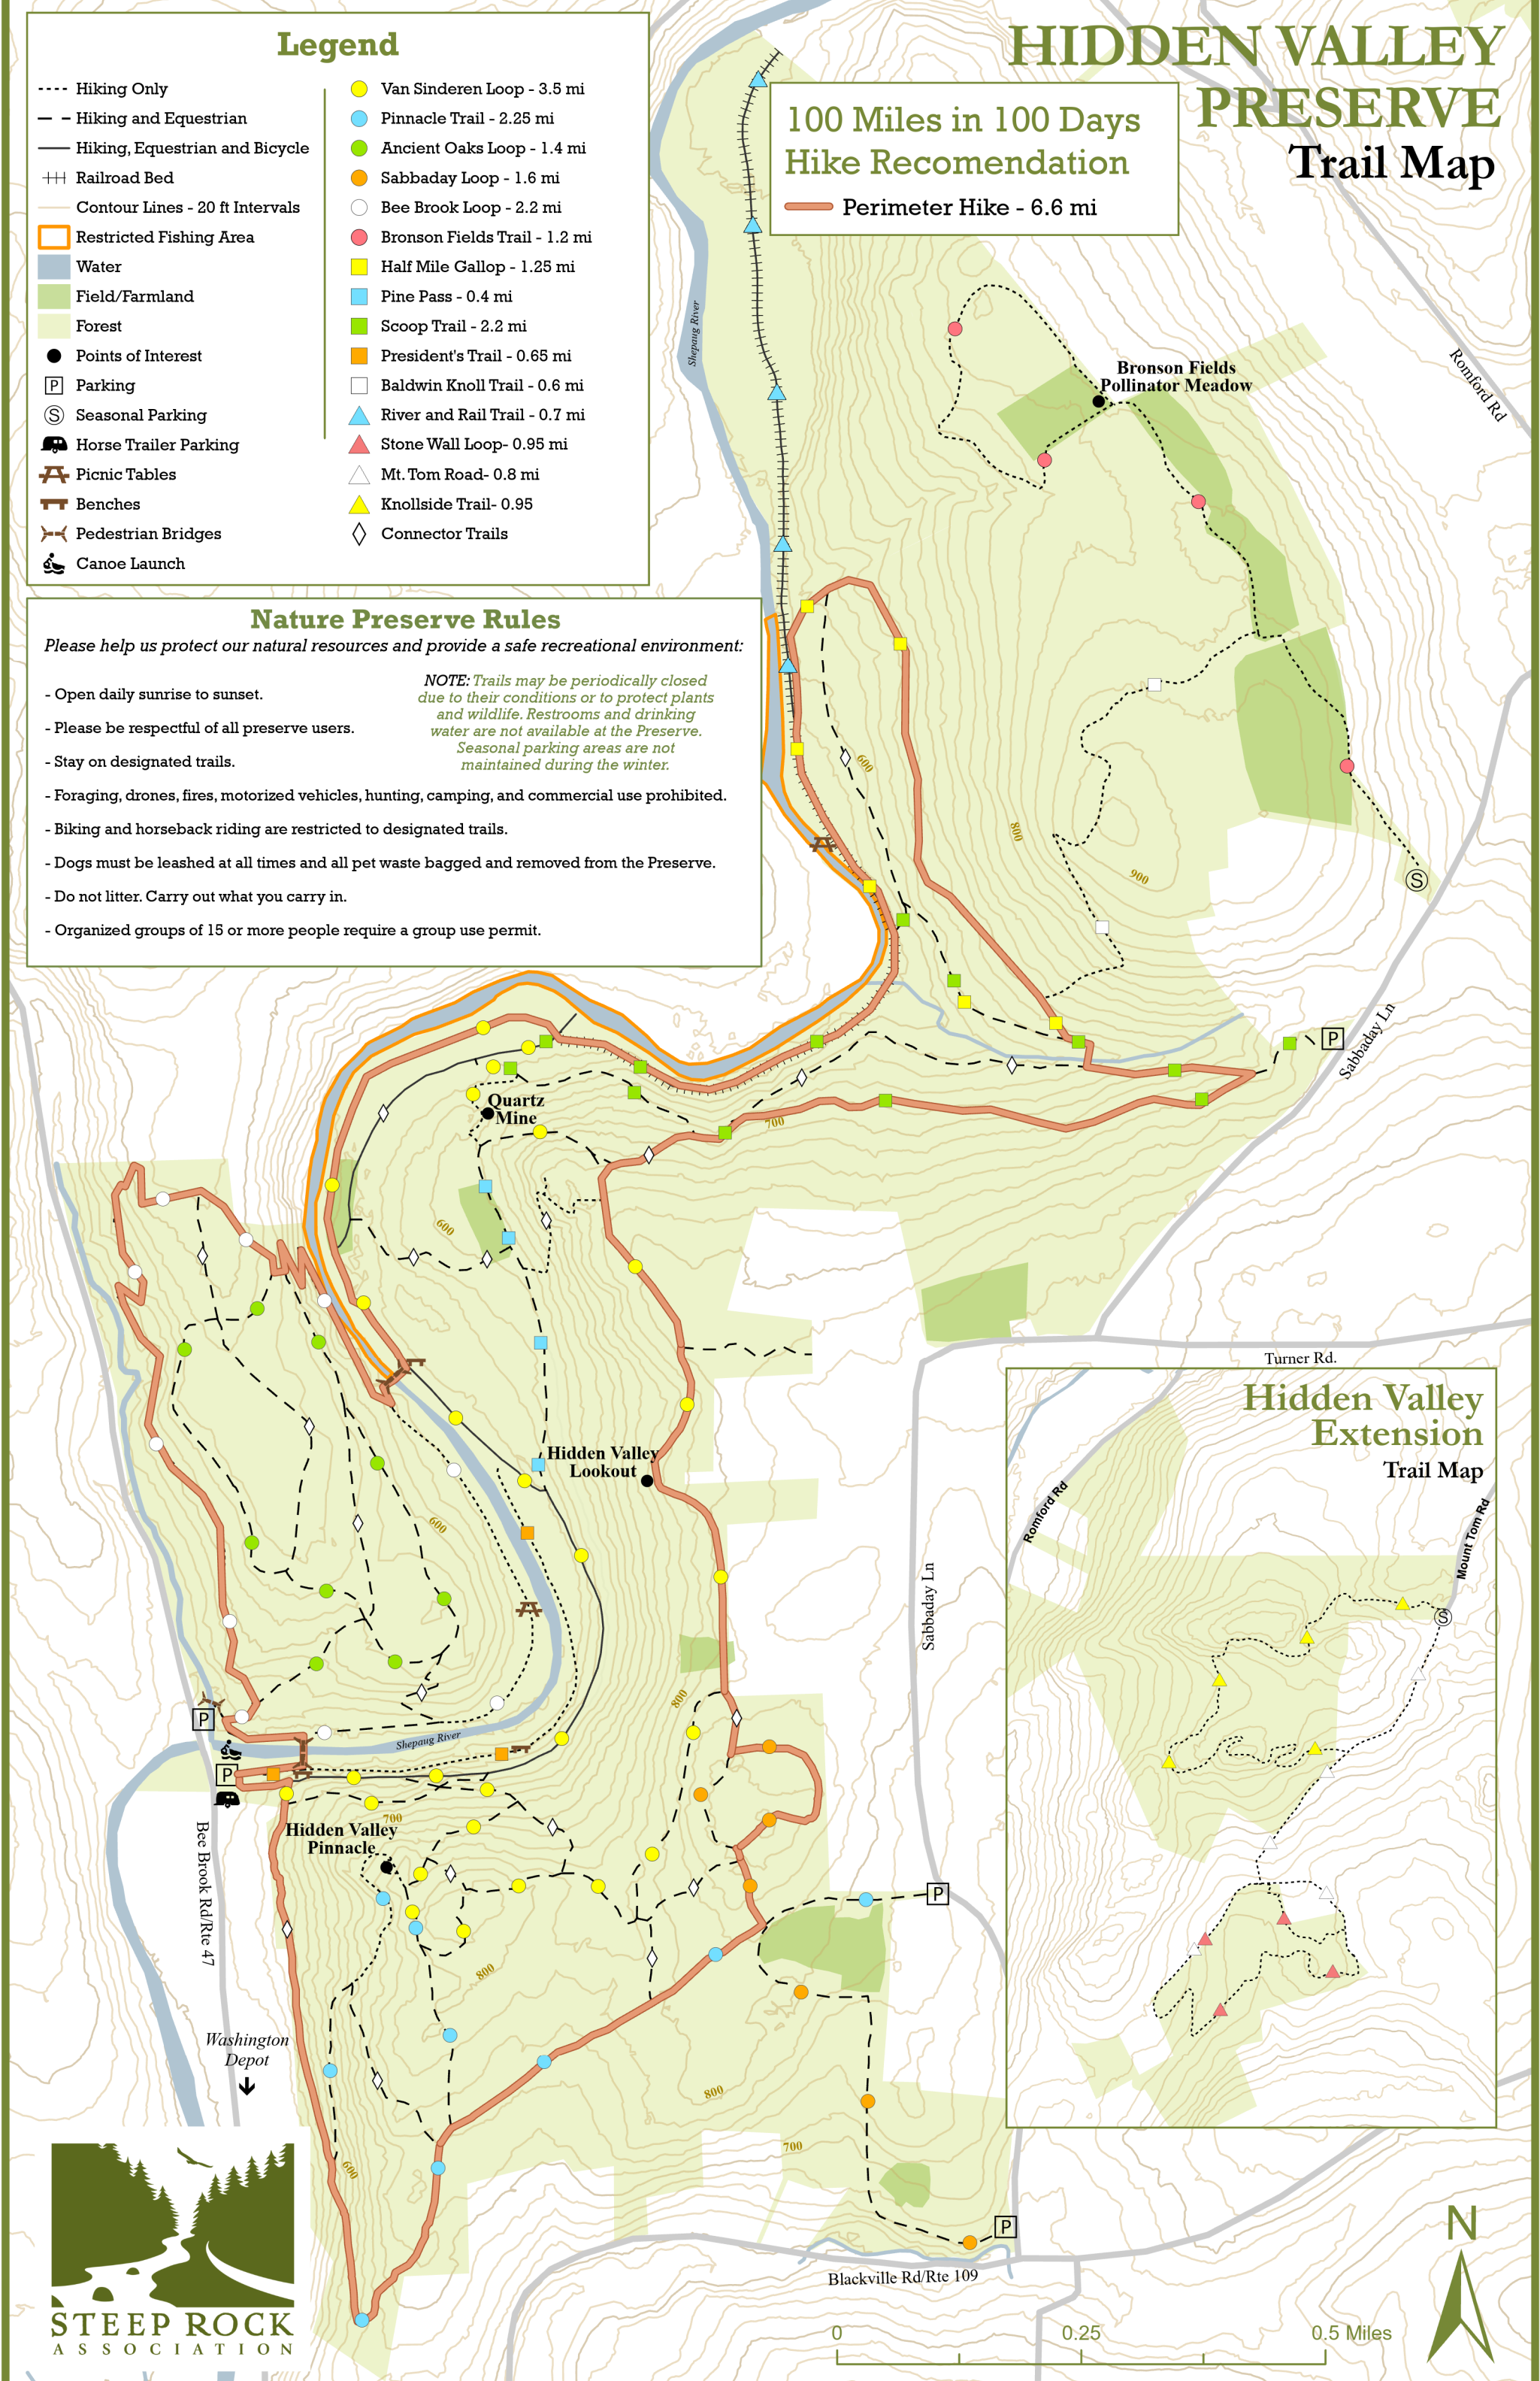 HIDDEN VALLEY
PRESERVE
Trail Map
Legend
Hiking Only
Hiking and Equestrian
Hiking, Equestrian and Bicycle
Railroad Bed
Contour Lines - 20 ft Intervals
Restricted Fishing Area
Water
Field/Farmland
Forest
Points of Interest
P Parking
S Seasonal Parking
Horse Trailer Parking
Picnic Tables
Benches
Pedestrian Bridges
Canoe Launch
Van Sinderen Loop - 3.5 mi
Pinnacle Trail - 2.25 mi
Ancient Oaks Loop - 1.4 mi
Sabbaday Loop - 1.6 mi
Bee Brook Loop - 2.2 mi
Bronson Fields Trail - 1.2 mi
Half Mile Gallop - 1.25 mi
Pine Pass - 0.4 mi
Scoop Trail - 2.2 mi
President's Trail - 0.65 mi
Baldwin Knoll Trail - 0.6 mi
River and Rail Trail - 0.7 mi
Stone Wall Loop- 0.95 mi
Mt. Tom Road- 0.8 mi
Knollside Trail- 0.95
Connector Trails
100 Miles in 100 Days
Hike Recomendation
Perimeter Hike - 6.6 mi
Nature Preserve Rules
Please help us protect our natural resources and provide a safe recreational environment:
- Open daily sunrise to sunset.
- Please be respectful of all preserve users.
- Stay on designated trails.
NOTE: Trails may be periodically closed
due to their conditions or to protect plants
and wildlife. Restrooms and drinking
water are not available at the Preserve.
Seasonal parking areas are not
maintained during the winter.
- Foraging, drones, fires, motorized vehicles, hunting, camping, and commercial use prohibited.
- Biking and horseback riding are restricted to designated trails.
- Dogs must be leashed at all times and all pet waste bagged and removed from the Preserve.
- Do not litter. Carry out what you carry in.
- Organized groups of 15 or more people require a group use permit.
Shepaug River
Romford Rd
Bronson Fields
Pollinator Meadow
600
800
900
S
P
Sabbaday Ln
Quartz
Mine
700
600
Turner Rd.
Hidden Valley
Lookout
600
Sabbaday Ln
800
P
Shepaug River
P
700
Hidden Valley
Pinnacle
Bee Brook Rd/Rte 47
P
800
Washington
Depot
800
700
600
P
Blackville Rd/Rte 109
Hidden Valley
Extension
Trail Map
Romford Rd
Mount Tom Rd
S
STEEP ROCK
ASSOCIATION
N
0
0.25
0.5 Miles